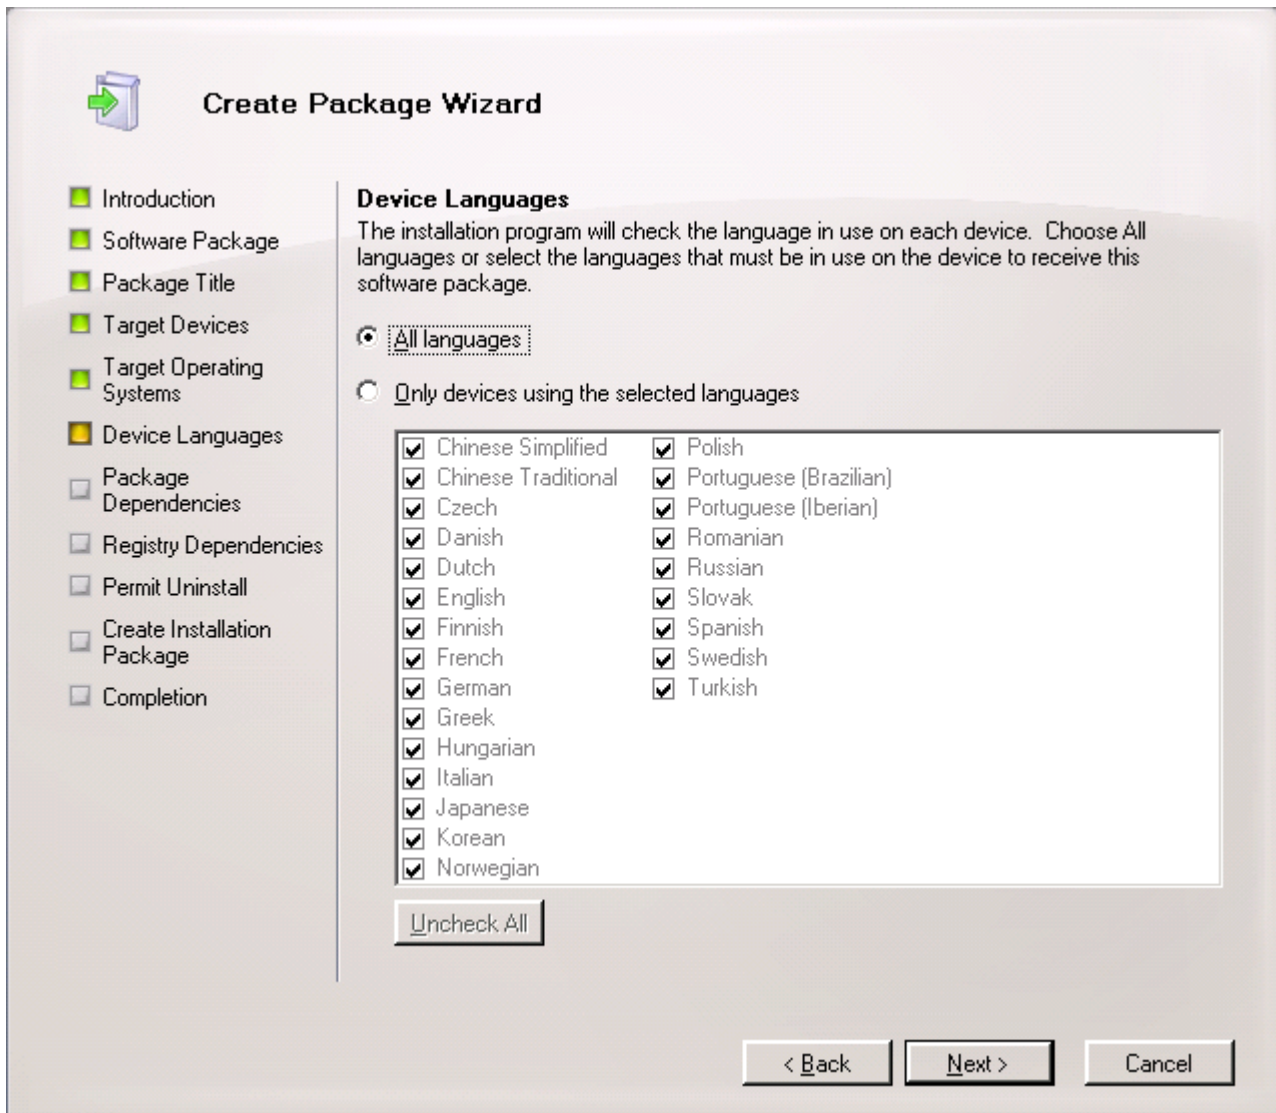 Create Package Wizard
Introduction
Software Package
Package Title
Target Devices
Target Operating
Systems
Device Languages
Package
Dependencies
Registry Dependencies
Permit Uninstall
Create Installation
Package
Completion
Device Languages
The installation program will check the language in use on each device.  Choose All
languages or select the languages that must be in use on the device to receive this
software package.
All languages
Only devices using the selected languages
Chinese Simplified
Chinese Traditional
Czech
Danish
Dutch
English
Finnish
French
German
Greek
Hungarian
Italian
Japanese
Korean
Norwegian
Polish
Portuguese (Brazilian)
Portuguese (Iberian)
Romanian
Russian
Slovak
Spanish
Swedish
Turkish
Uncheck All
< Back
Next >
Cancel